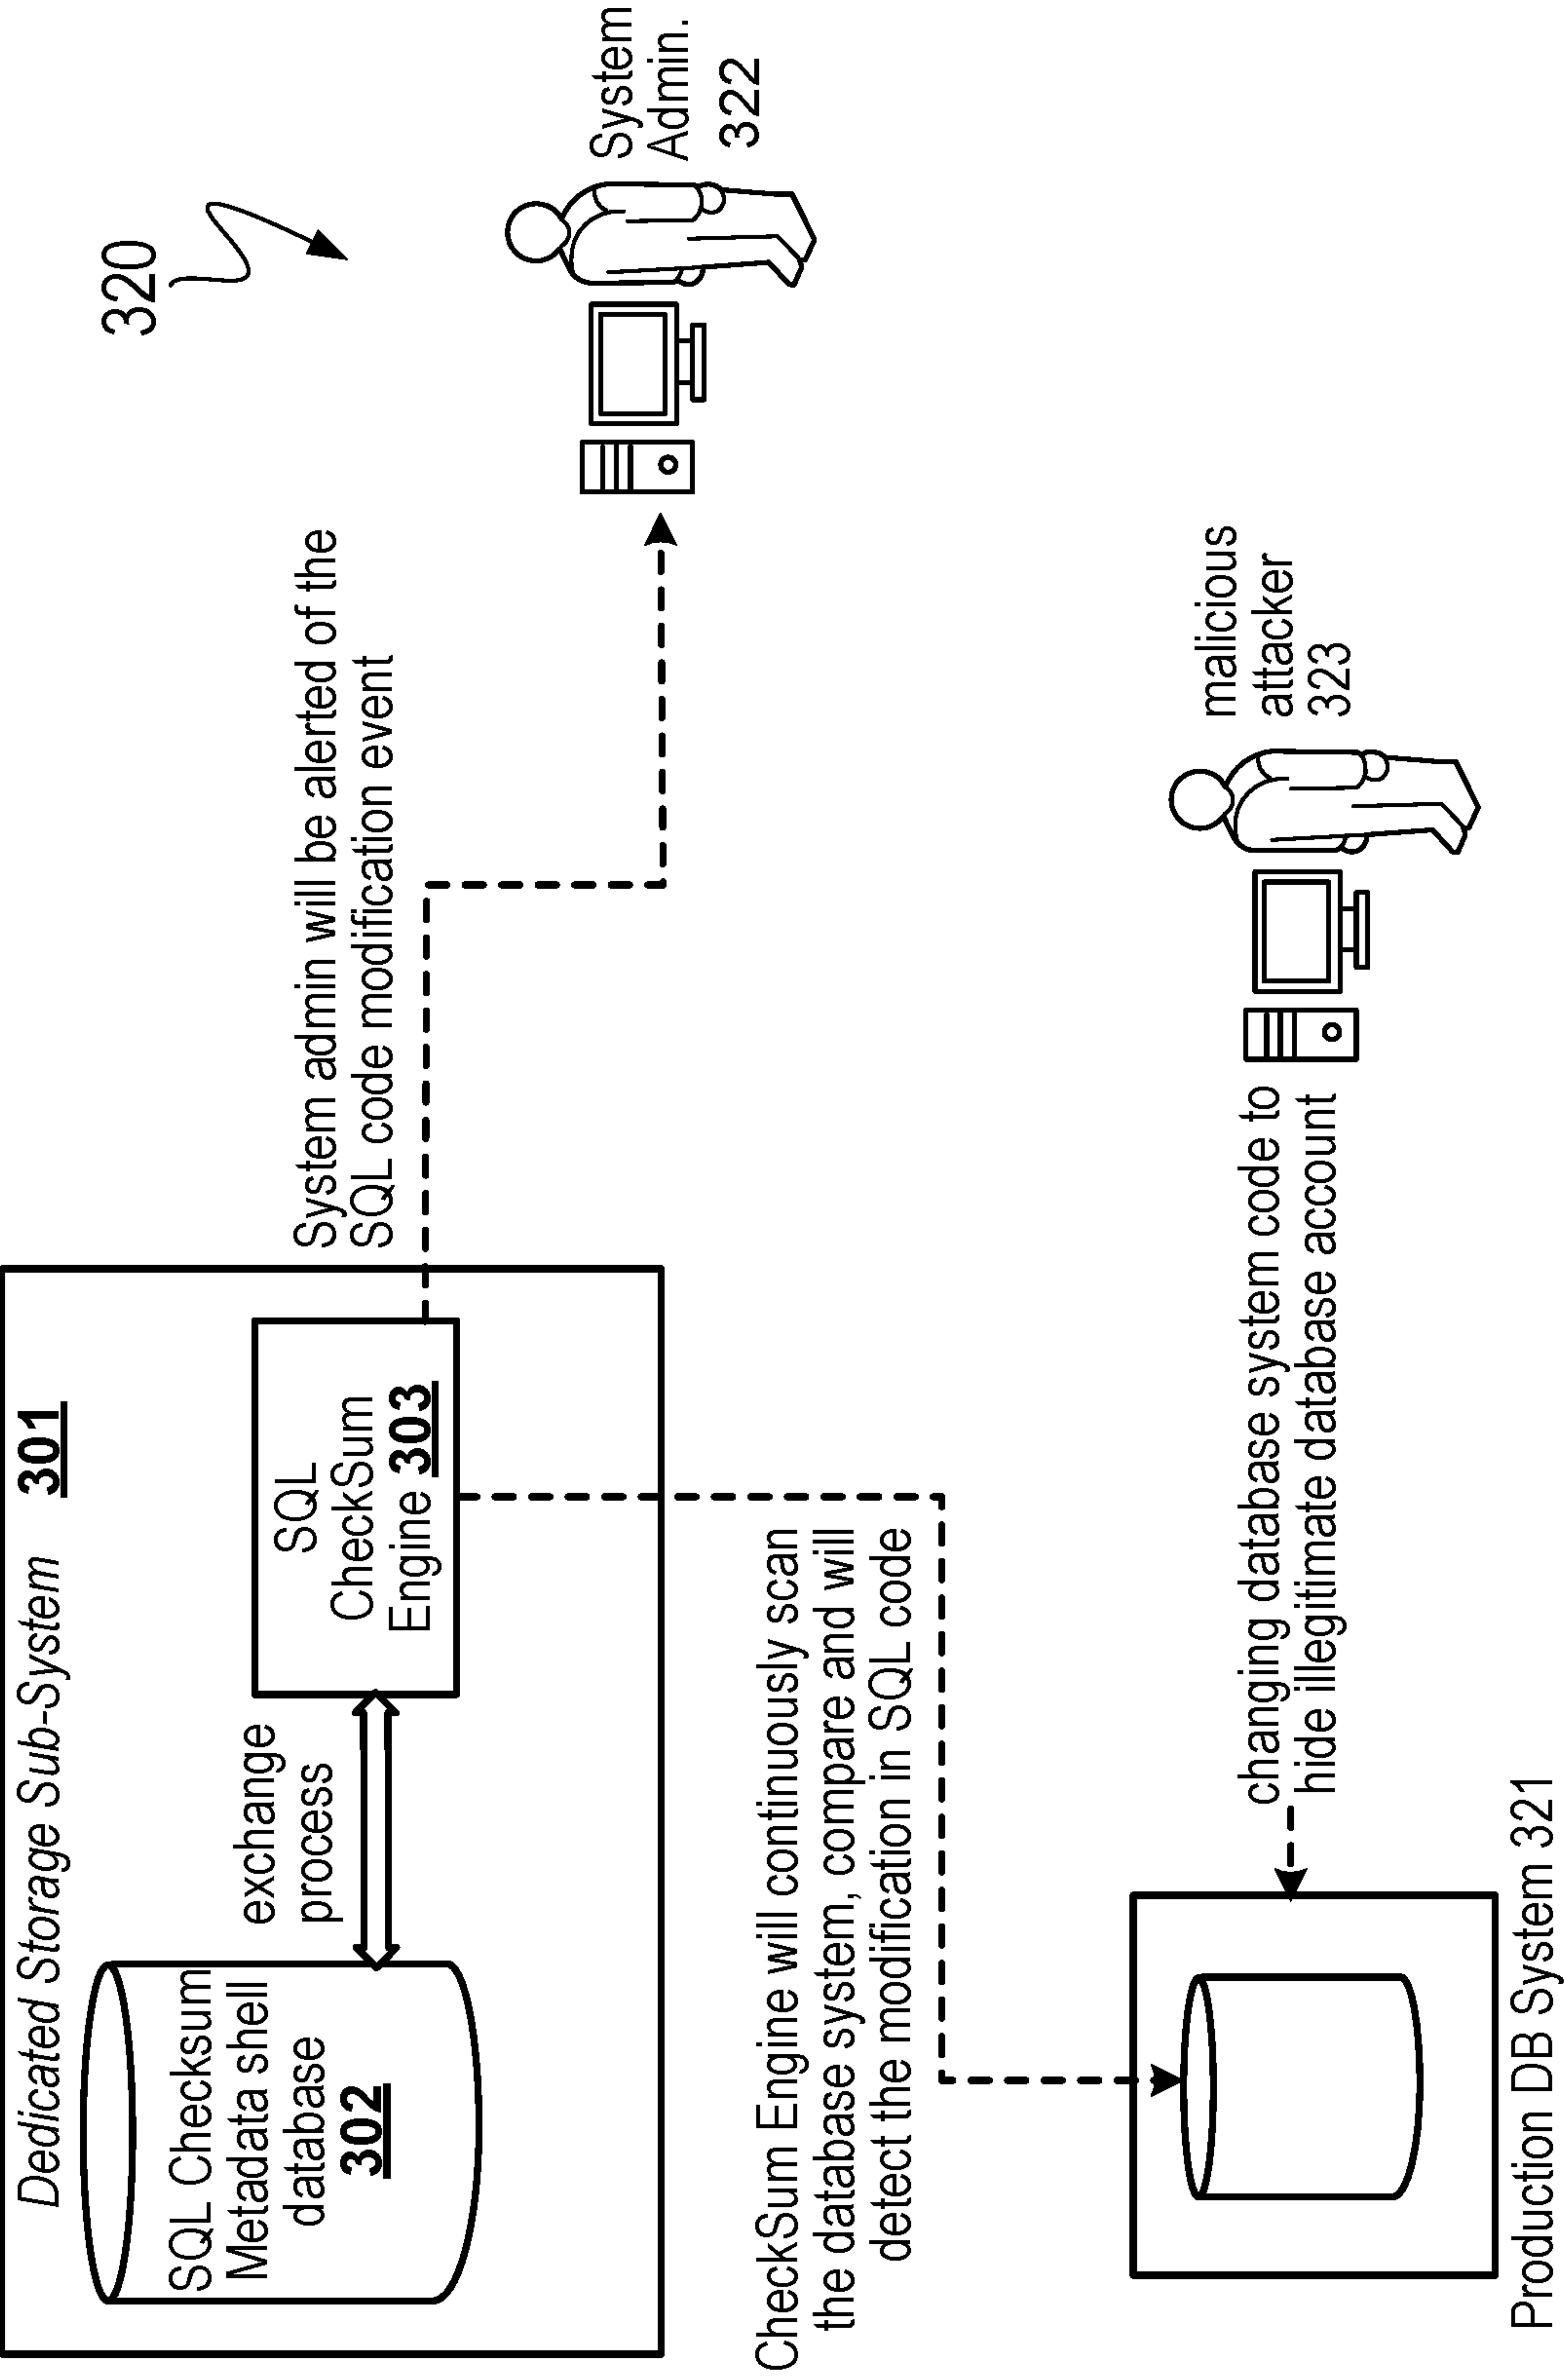 320
Dedicated Storage Sub-System 301
SQL Checksum
Metadata shell
database
302
exchange
process
SQL
CheckSum
Engine 303
System admin will be alerted of the
SQL code modification event
System
Admin.
322
CheckSum Engine will continuously scan
the database system, compare and will
detect the modification in SQL code
changing database system code to
hide illegitimate database account
malicious
attacker
323
Production DB System 321